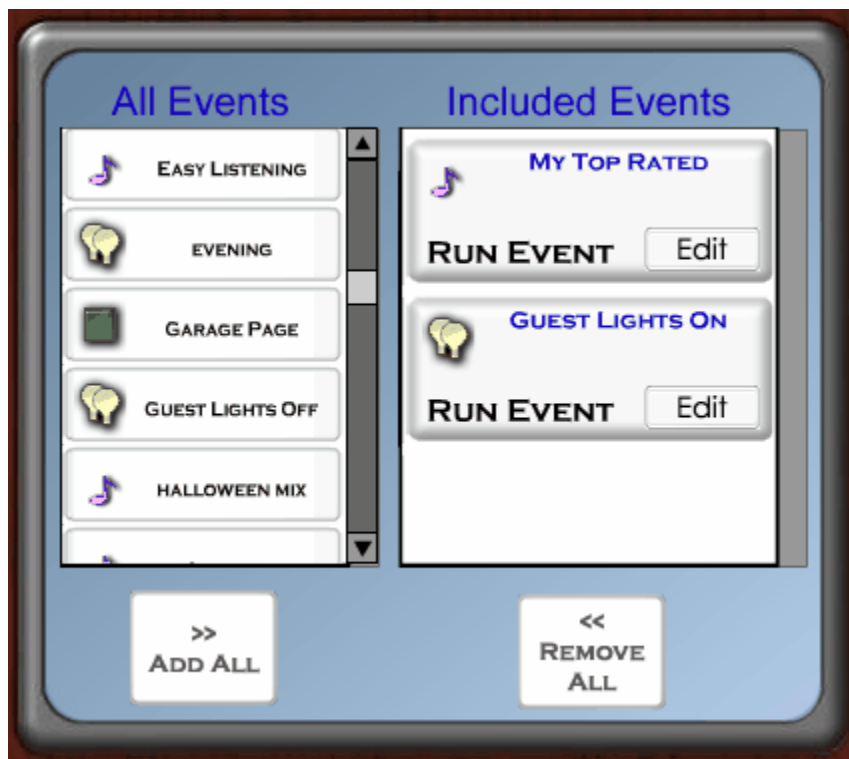 All Events
Easy Listening
EVENING
Garage Page
Guest Lights Off
HALLOWEEN MIX
>>
Add All
Included Events
My Top Rated
Run Event
Edit
Guest Lights On
Run Event
Edit
<<
Remove
All